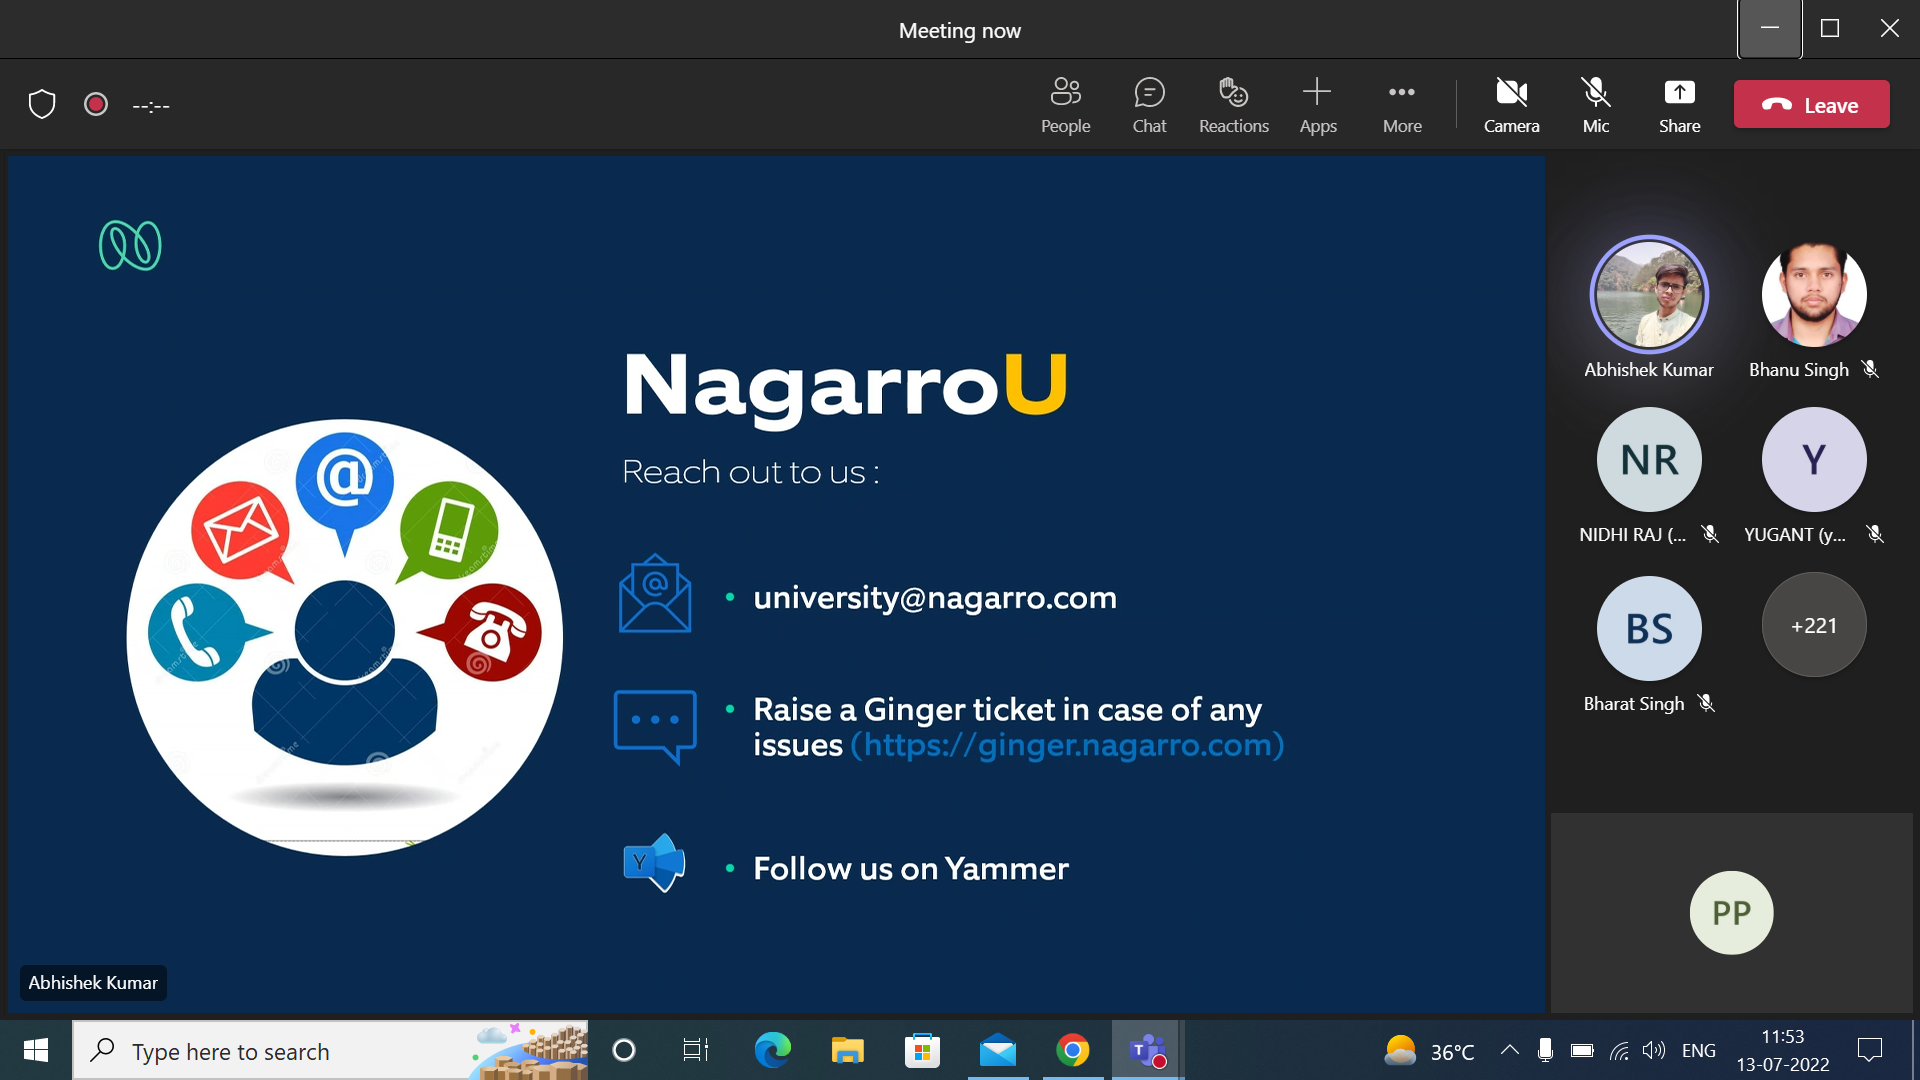 Meeting now
--:--
People
Chat
Reactions
Apps
More
Camera
Mic
Share
Leave
NagarroU
Reach out to us :
@
@
• university@nagarro.com
• Raise a Ginger ticket in case of any
issues (https://ginger.nagarro.com)
Y
• Follow us on Yammer
Abhishek Kumar
Abhishek Kumar
Bhanu Singh
NR
Y
NIDHI RAJ (...
YUGANT (y...
BS
+221
Bharat Singh
PP
Type here to search
T
36°C
ENG
11:53
13-07-2022